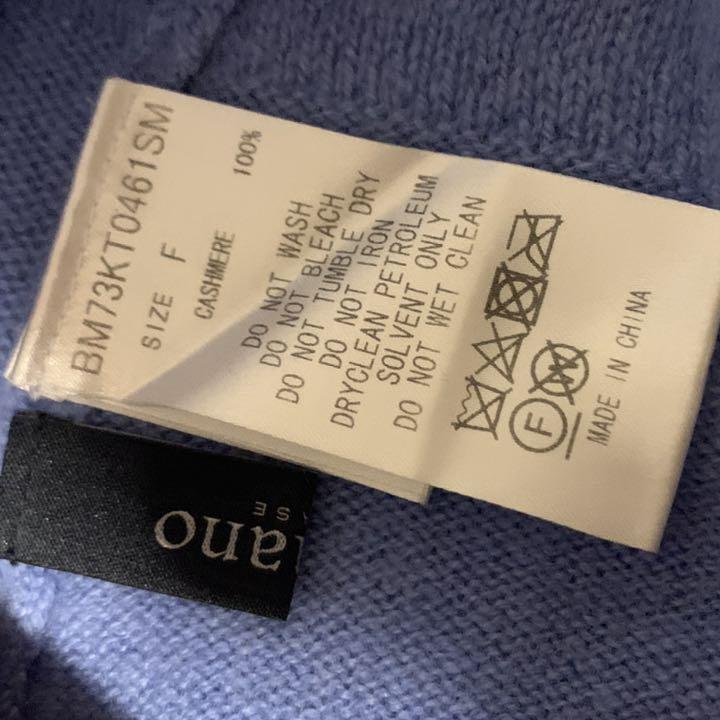 BM73KT0461SM
SIZE F
CASHMERE 100%
DO NOT WASH
DO NOT BLEACH
DO NOT TUMBLE DRY
DO NOT IRON
DRYCLEAN PETROLEUM
SOLVENT ONLY
DO NOT WET CLEAN
F W
MADE IN CHINA